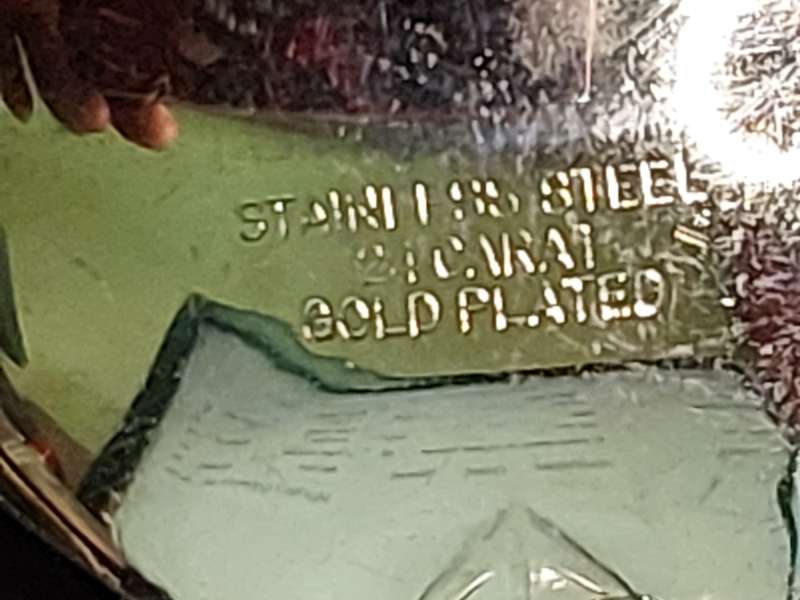 STAINLESS STEEL
24 CARAT
GOLD PLATED